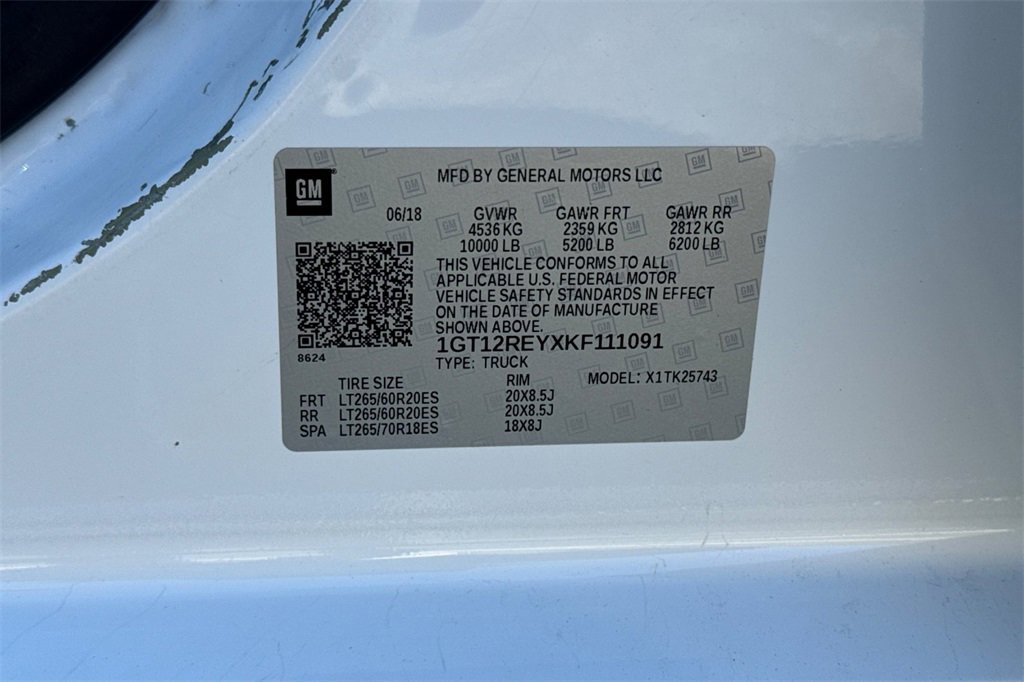 GM
MFD BY GENERAL MOTORS LLC
06/18 GVWR GAWR FRT GAWR RR
4536 KG 2359 KG 2812 KG
10000 LB 5200 LB 6200 LB
THIS VEHICLE CONFORMS TO ALL
APPLICABLE U.S. FEDERAL MOTOR
VEHICLE SAFETY STANDARDS IN EFFECT
ON THE DATE OF MANUFACTURE
SHOWN ABOVE.
1GT12REYXKF111091
8624
TYPE: TRUCK
TIRE SIZE RIM MODEL: X1TK25743
FRT LT265/60R20ES 20X8.5J
RR LT265/60R20ES 20X8.5J
SPA LT265/70R18ES 18X8J